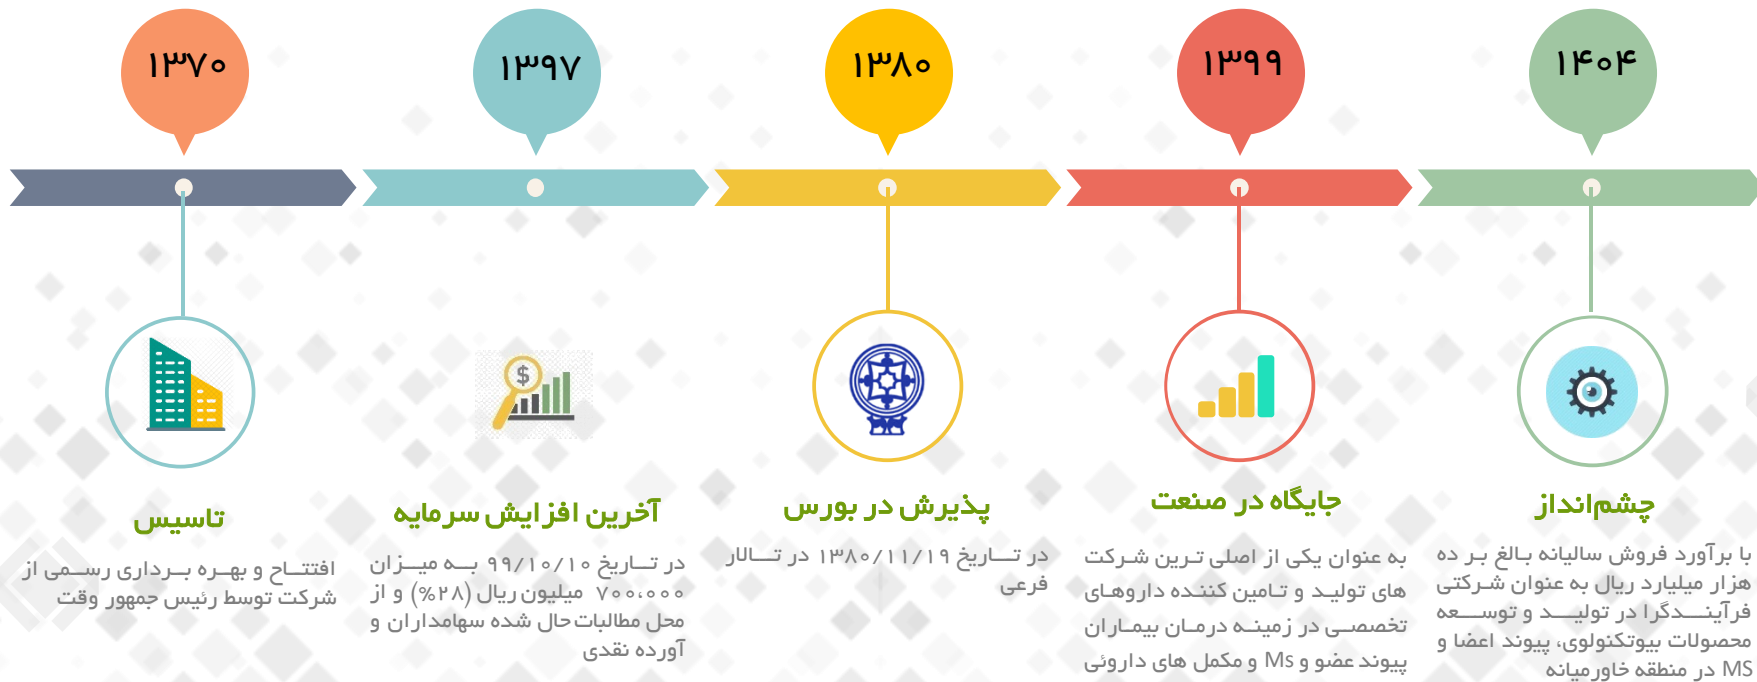 ۱۳۷۰
۱۳۹۷
۱۳۸۰
۱۳۹۹
۱۴۰۴
تاسیس
افتتاح و بهره برداری رسمی از
شرکت توسط رئیس جمهور وقت
آخرین افزایش سرمایه
در تاریخ ۹۹/۱۰/۱۰ به میزان
۷۰۰،۰۰۰ میلیون ریال (۲۸%) و از
محل مطالبات حال شده سهامداران و
آورده نقدی
پذیرش در بورس
در تاریخ ۱۳۸۰/۱۱/۱۹ در تالار
فرعی
جایگاه در صنعت
به عنوان یکی از اصلی ترین شرکت
های تولید و تامین کننده داروهای
تخصصی در زمینه درمان بیماران
پیوند عضو و Ms و مکمل های داروئی
چشم‌انداز
با برآورد فروش سالیانه بالغ بر ده
هزار میلیارد ریال به عنوان شرکتی
فرآیندگرا در تولید و توسعه
محصولات بیوتکنولوی، پیوند اعضا و
MS در منطقه خاورمیانه